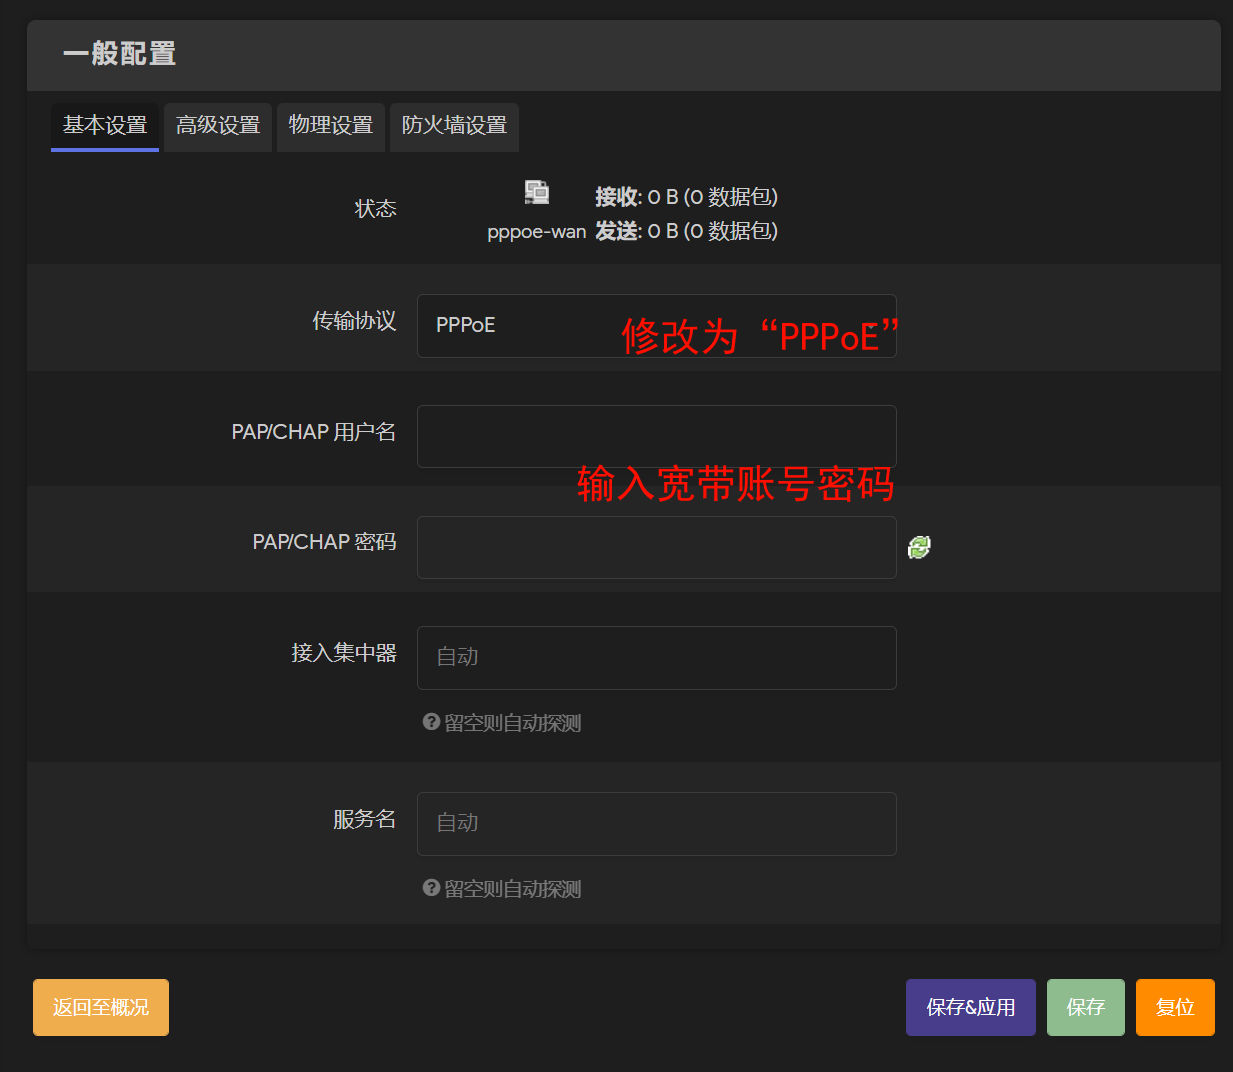 一般配置
基本设置 高级设置 物理设置 防火墙设置
状态
接收: 0 B (0 数据包)
pppoe-wan 发送: 0 B (0 数据包)
传输协议 PPPoE 修改为“PPPoE”
PAP/CHAP 用户名
输入宽带账号密码
PAP/CHAP 密码
接入集中器 自动
留空则自动探测
服务名 自动
留空则自动探测
返回至概况 保存&应用 保存 复位